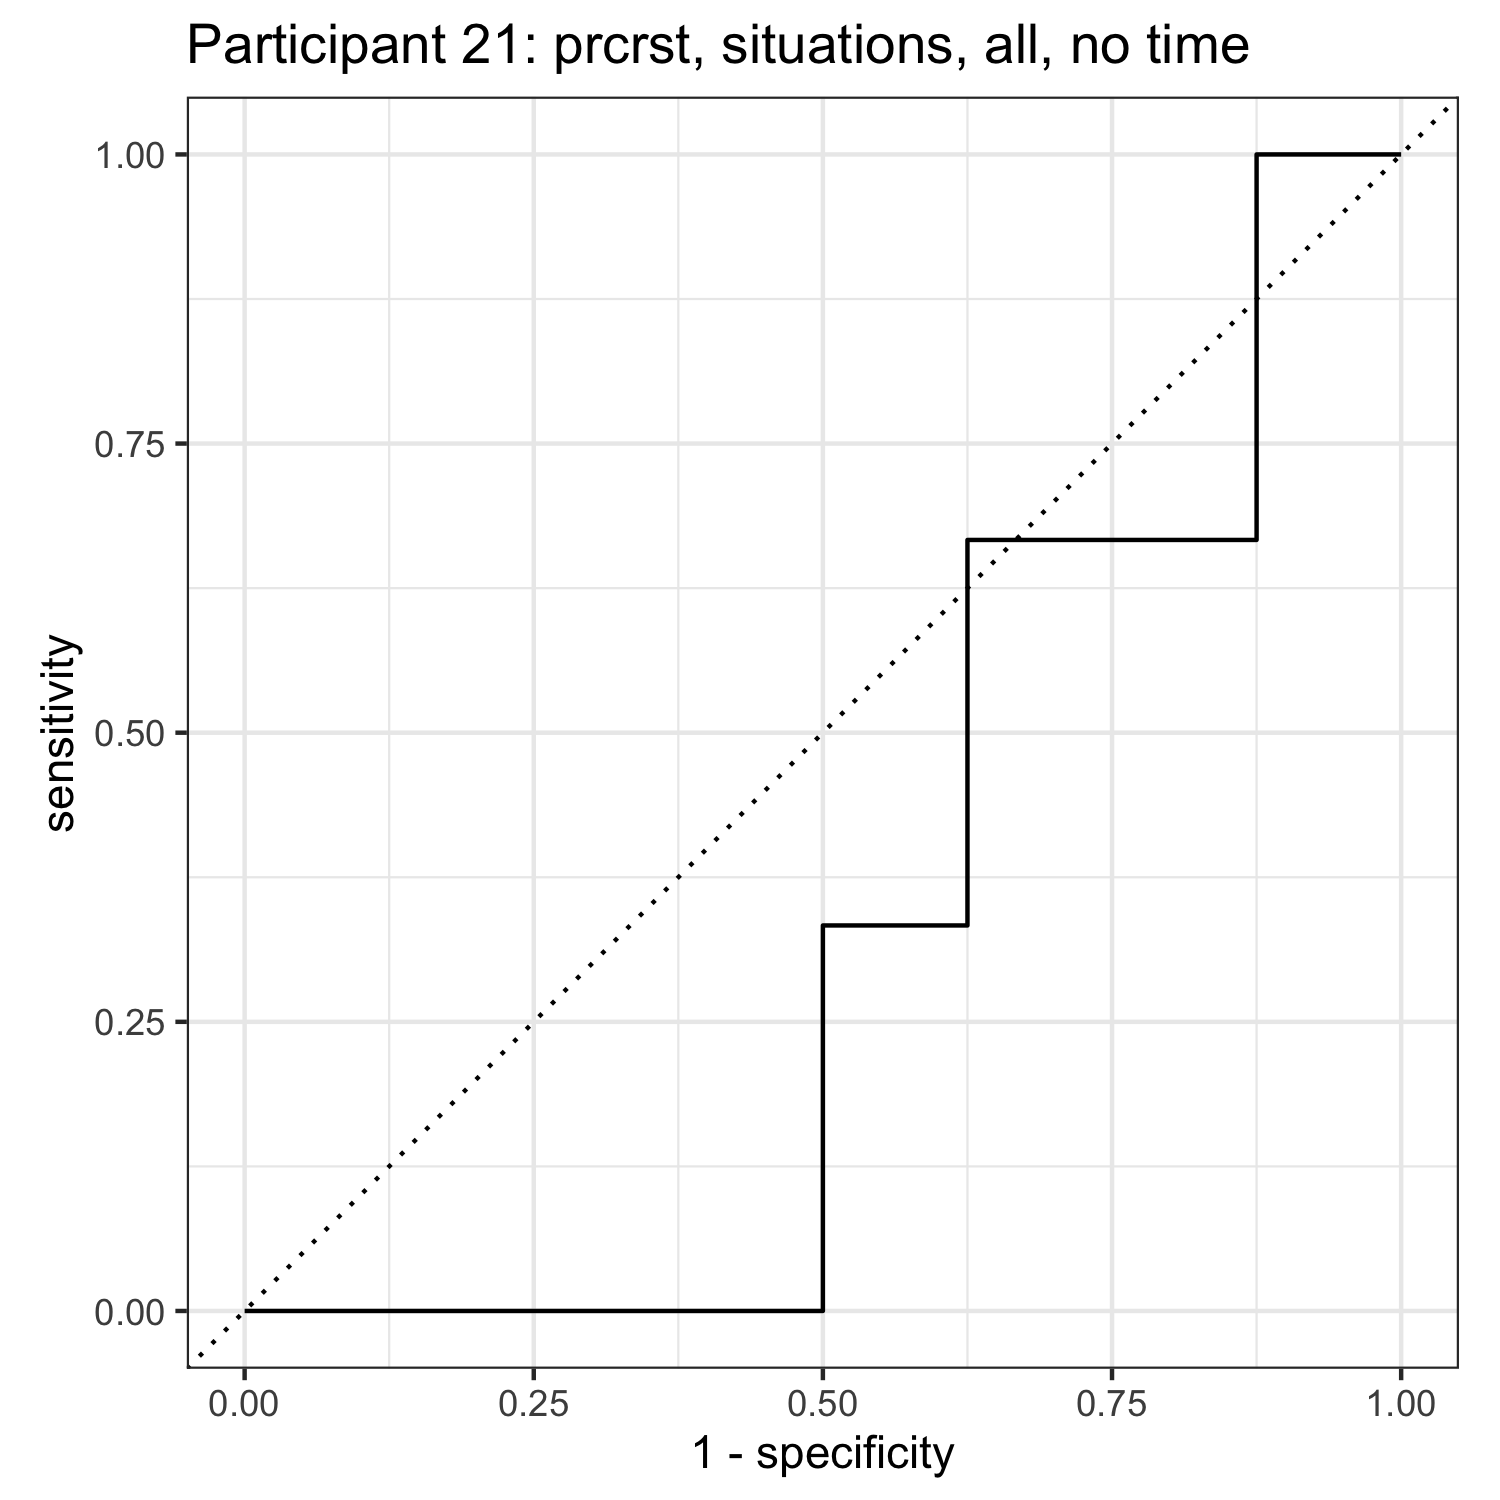 Participant 21: prcrst, situations, all, no time
1.00
0.75
0.50
0.25
0.00
sensitivity
0.00 0.25 0.50 0.75 1.00
1 - specificity